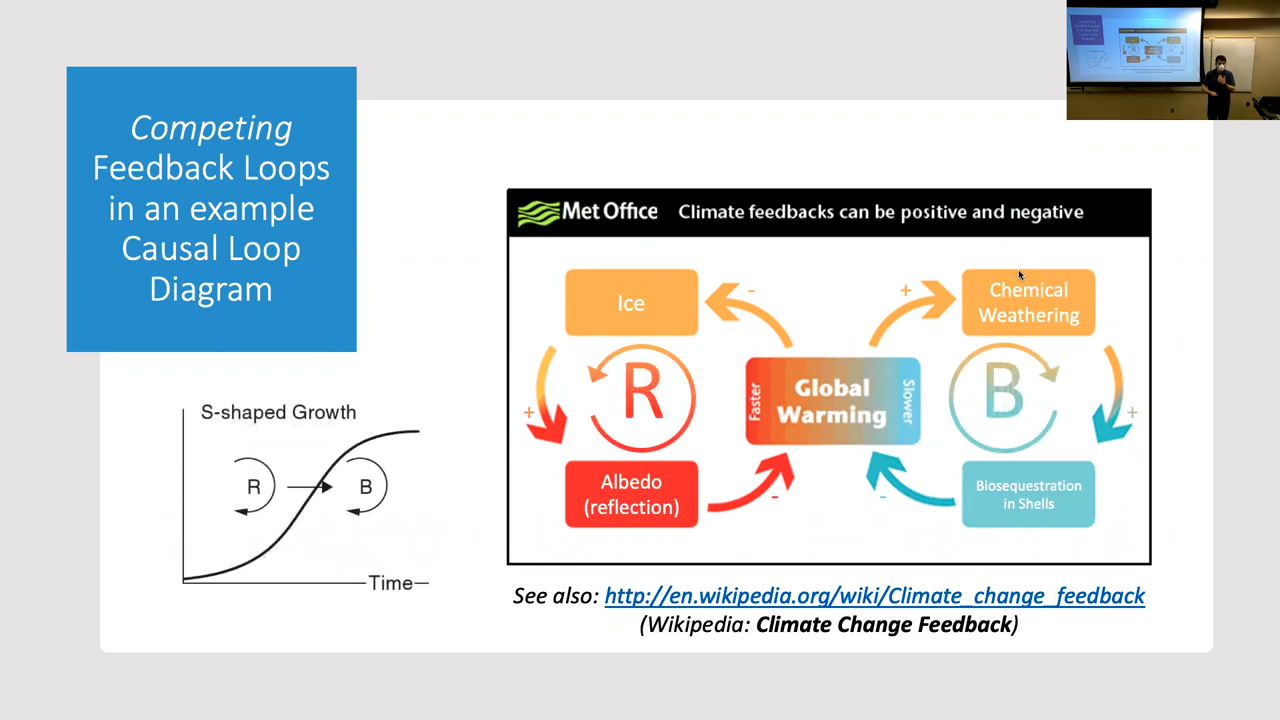 Competing
Feedback Loops
in an example
Causal Loop
Diagram
S-shaped Growth
R
B
Time
Met Office
Climate feedbacks can be positive and negative
Ice
-
+
Chemical
Weathering
R
Faster
Global
Warming
Slower
B
+
+
Albedo
(reflection)
-
-
Biosequestration
in Shells
See also: http://en.wikipedia.org/wiki/Climate_change_feedback
(Wikipedia: Climate Change Feedback)